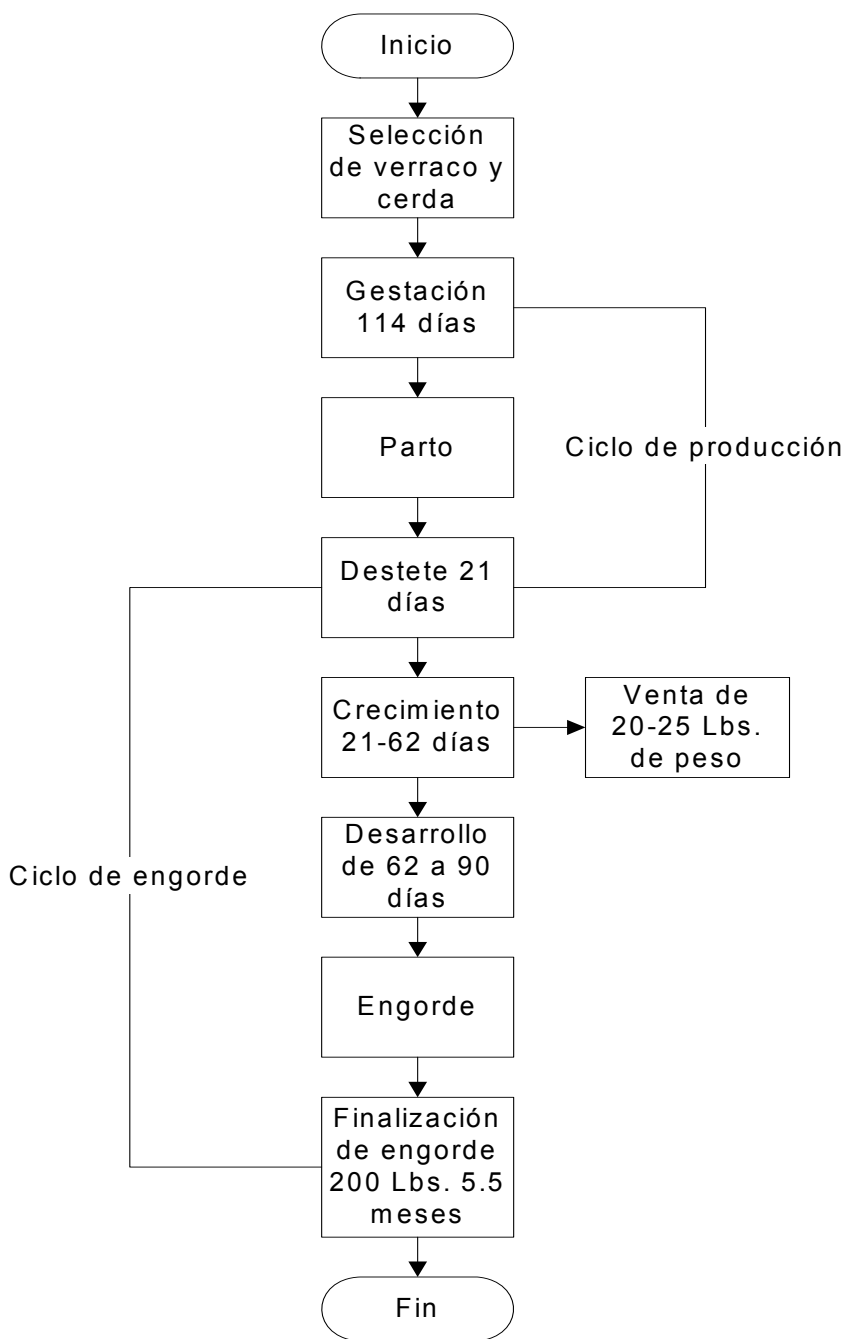 Inicio
Selección
de verraco y
cerda
Gestación
114 días
Parto
Ciclo de producción
Destete 21
días
Crecimiento
21-62 días
Venta de
20-25 Lbs.
de peso
Desarrollo
de 62 a 90
días
Ciclo de engorde
Engorde
Finalización
de engorde
200 Lbs. 5.5
meses
Fin